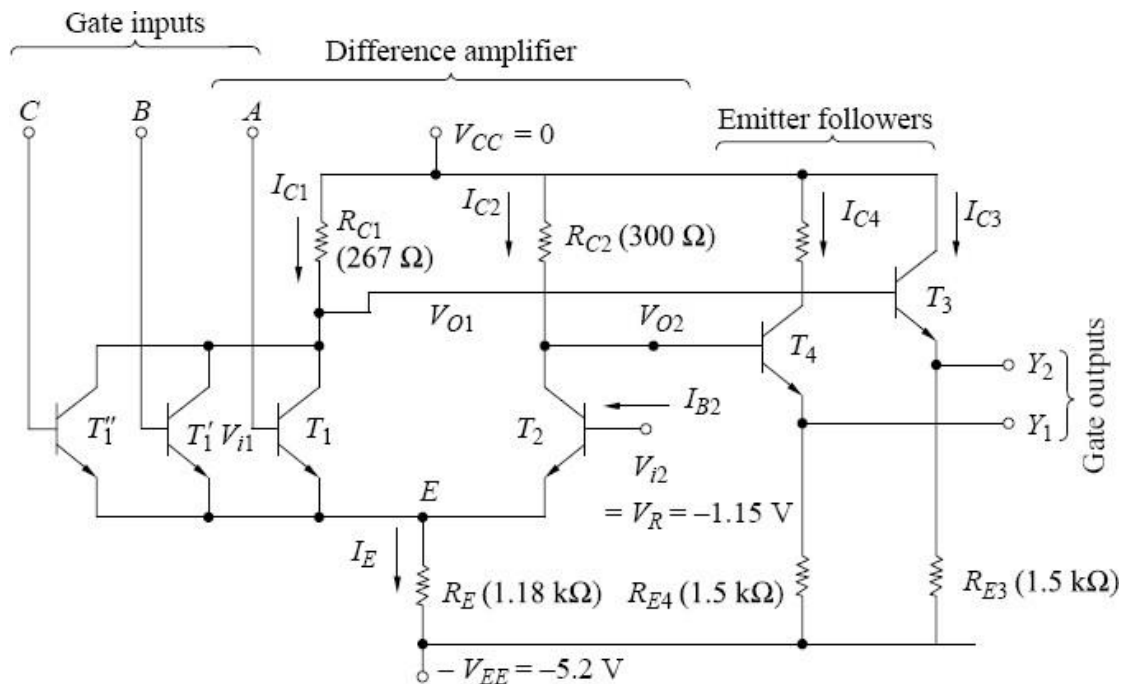 Gate inputs
Difference amplifier
C
B
A
Emitter followers
V_CC = 0
I_C1
I_C2
I_C4
I_C3
R_C1
(267 Ω)
R_C2 (300 Ω)
V_O1
V_O2
T_3
T_4
Y_2
Y_1
Gate outputs
T_1''
T_1'
V_i1
T_1
T_2
I_B2
V_i2
= V_R = –1.15 V
E
I_E
R_E (1.18 kΩ)
R_E4 (1.5 kΩ)
R_E3 (1.5 kΩ)
– V_EE = –5.2 V